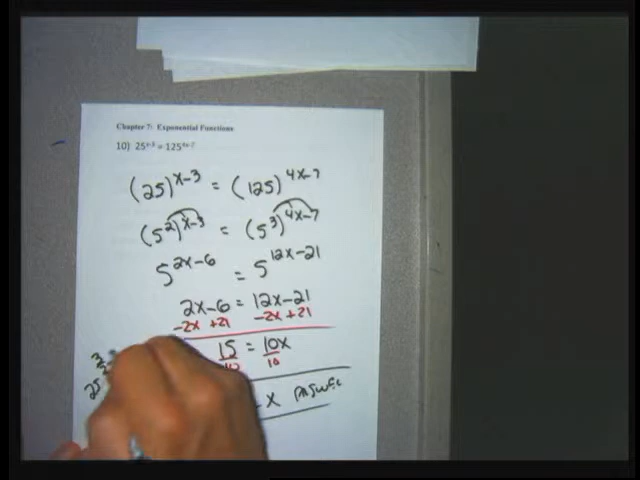 Chapter 7: Exponential Functions
10) 25^(x-3) = 125^(4x-7)
(25)^(x-3) = (125)^(4x-7)
(5^2)^(x-3) = (5^3)^(4x-7)
5^(2x-6) = 5^(12x-21)
2x-6 = 12x-21
-2x +21 -2x +21
15 = 10x
10 10
x answer
25